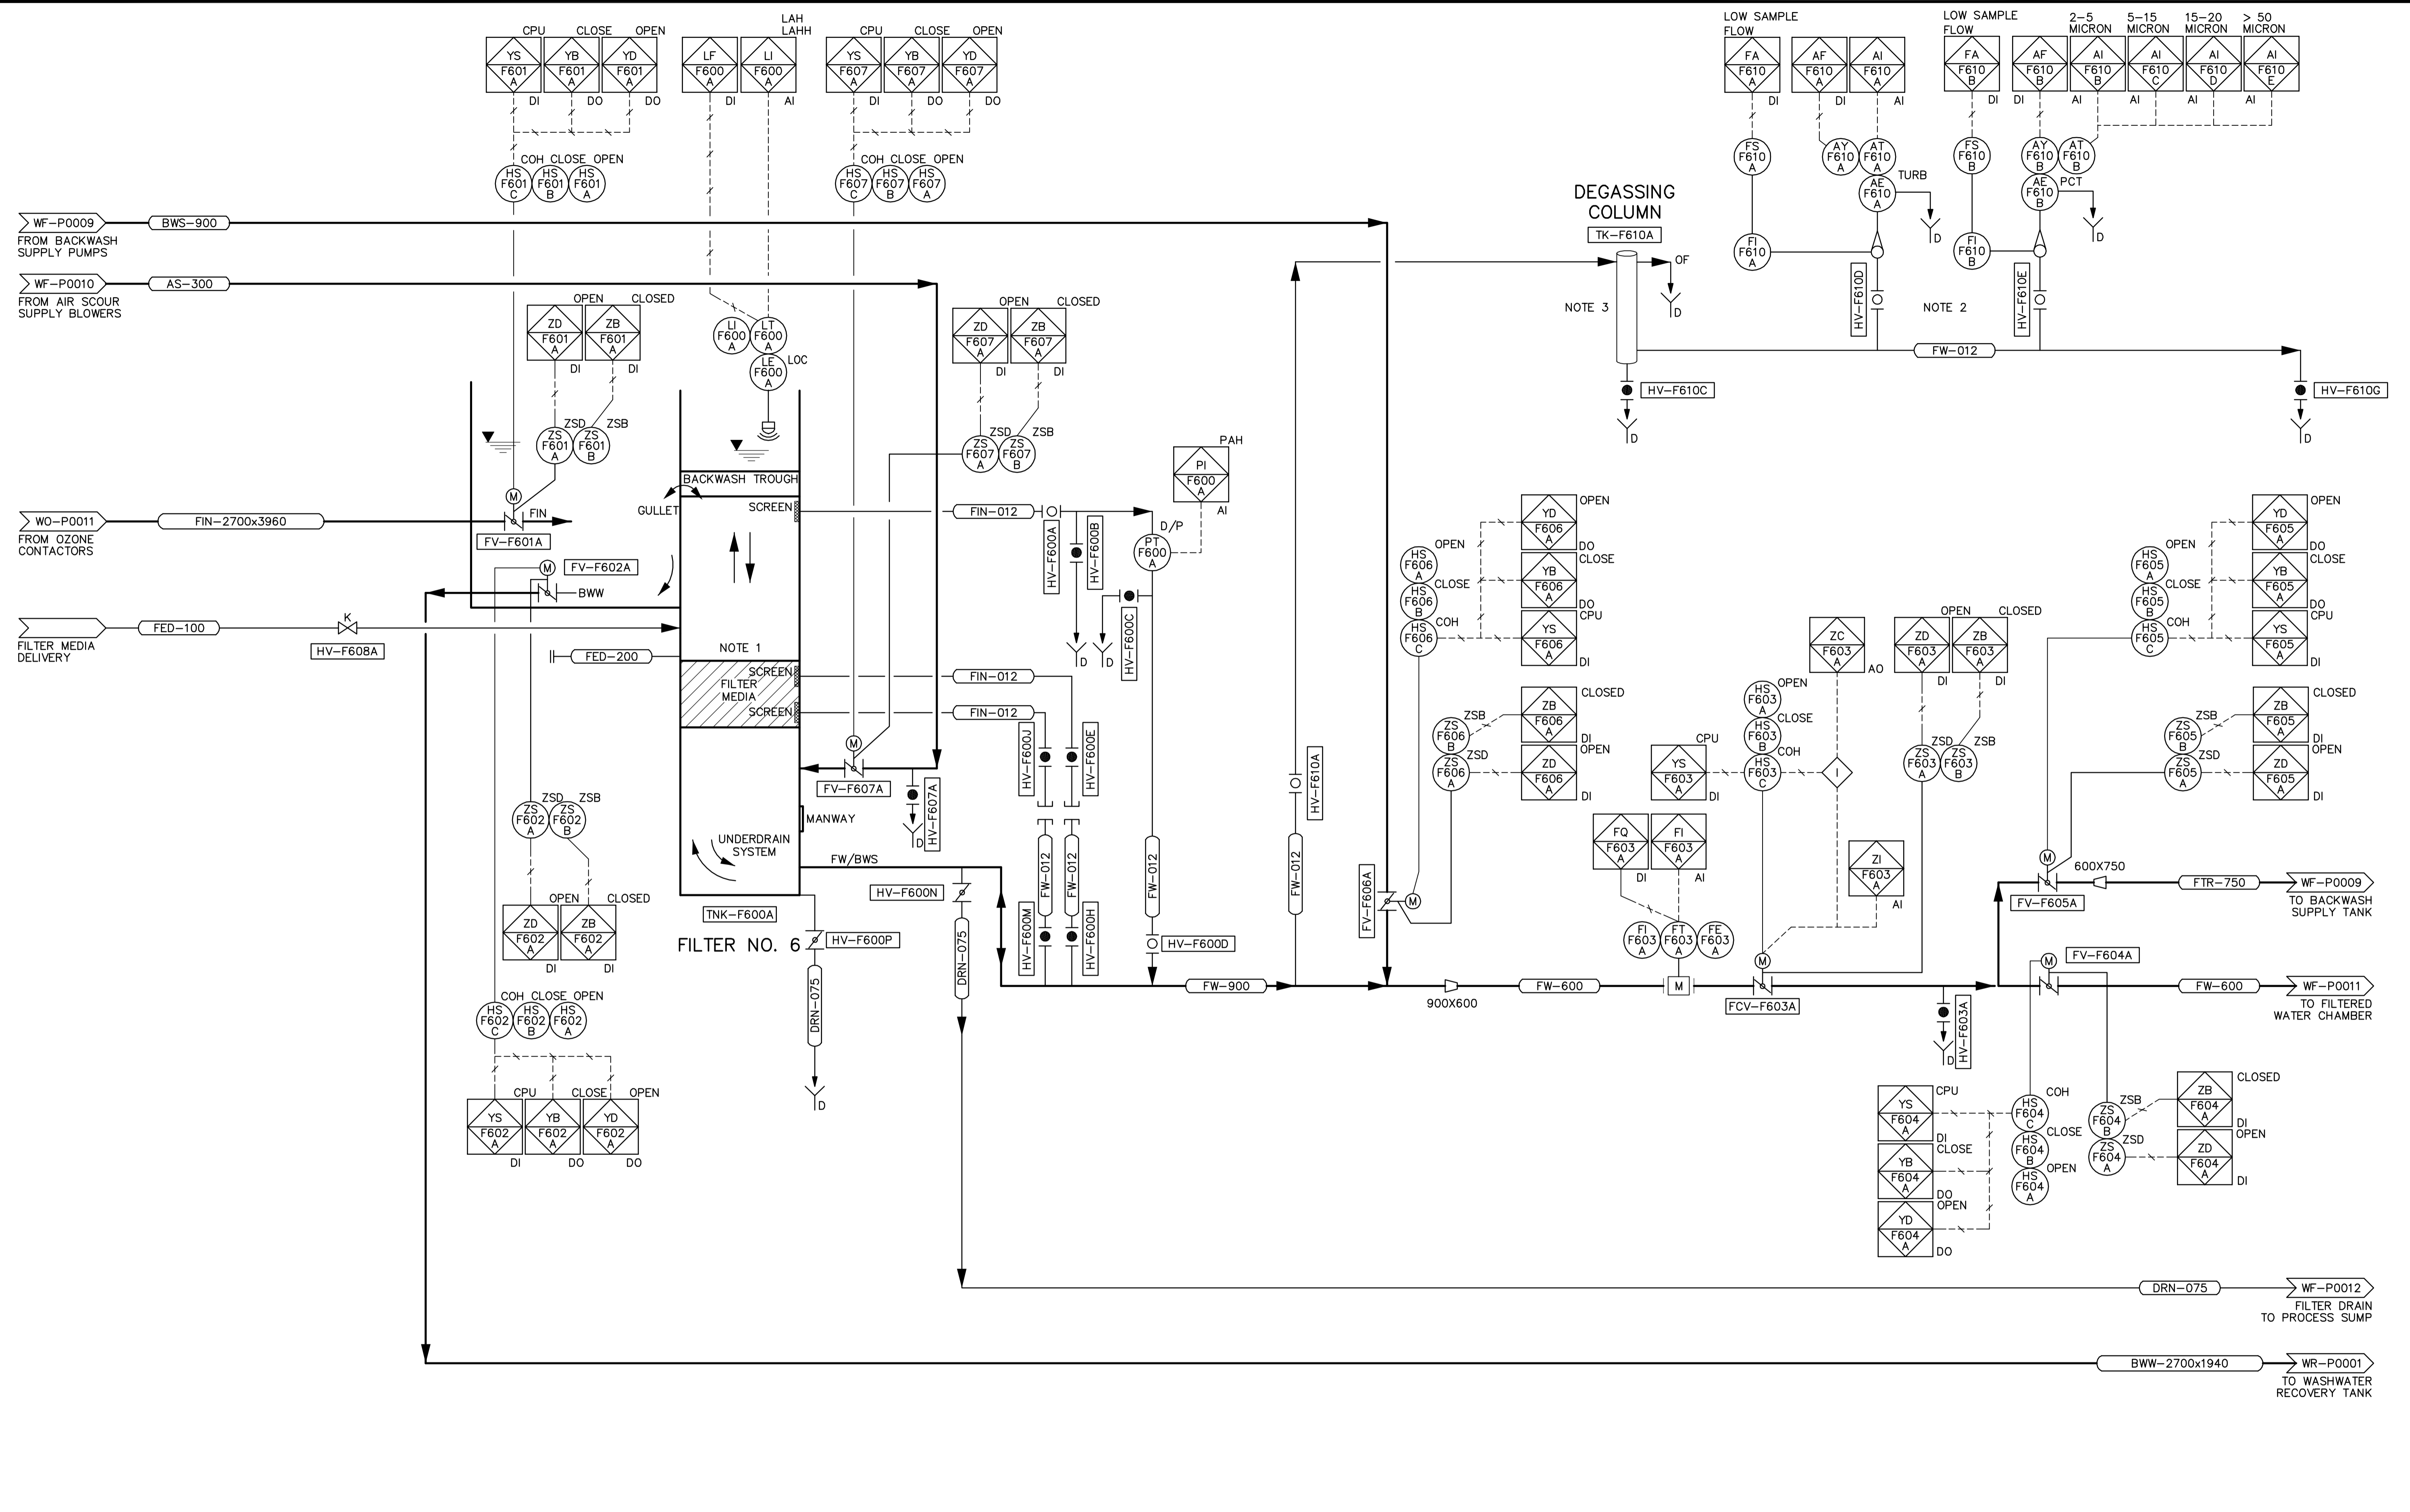 LAH
LAHH
CPU
CLOSE
OPEN
YS
F601
A
DI
YB
F601
A
DO
YD
F601
A
DO
LF
F600
A
DI
LI
F600
A
AI
CPU
CLOSE
OPEN
YS
F607
A
DI
YB
F607
A
DO
YD
F607
A
DO
LOW SAMPLE
FLOW
FA
F610
A
DI
AF
F610
A
DI
AI
F610
A
AI
LOW SAMPLE
FLOW
FA
F610
B
DI
AF
F610
B
DI
2-5
MICRON
AI
F610
B
AI
5-15
MICRON
AI
F610
C
AI
15-20
MICRON
AI
F610
D
AI
> 50
MICRON
AI
F610
E
COH CLOSE OPEN
HS
F601
C
HS
F601
B
HS
F601
A
COH CLOSE OPEN
HS
F607
C
HS
F607
B
HS
F607
A
FS
F610
A
AY
F610
A
AT
F610
A
AE
F610
A
TURB
D
FI
F610
A
FS
F610
B
AY
F610
B
AT
F610
B
AE
F610
B
PCT
D
FI
F610
B
DEGASSING
COLUMN
TK-F610A
OF
D
NOTE 3
HV-F610D
NOTE 2
HV-F610E
FW-012
HV-F610C
D
HV-F610G
D
WF-P0009
BWS-900
FROM BACKWASH
SUPPLY PUMPS
WF-P0010
AS-300
FROM AIR SCOUR
SUPPLY BLOWERS
OPEN
CLOSED
ZD
F601
A
DI
ZB
F601
A
DI
LI
F600
A
LT
F600
A
LE
F600
A
LOC
OPEN
CLOSED
ZD
F607
A
DI
ZB
F607
A
DI
ZSD
ZSB
ZS
F601
A
ZS
F601
B
ZSD
ZSB
ZS
F607
A
ZS
F607
B
BACKWASH TROUGH
GULLET
SCREEN
M
FIN
FV-F601A
WO-P0011
FIN-2700x3960
FROM OZONE
CONTACTORS
M
FV-F602A
BWW
FILTER MEDIA
DELIVERY
FED-100
K
HV-F608A
FED-200
NOTE 1
SCREEN
FILTER
MEDIA
SCREEN
FIN-012
HV-F600A
HV-F600B
D
D/P
PT
F600
A
PAH
PI
F600
A
AI
HV-F600C
D
FIN-012
FIN-012
HV-F600J
HV-F600E
M
FV-F607A
HV-F607A
D
MANWAY
UNDERDRAIN
SYSTEM
FW/BWS
TNK-F600A
FILTER NO. 6
HV-F600P
DRN-075
D
HV-F600N
DRN-075
FW-012
FW-012
HV-F600M
HV-F600H
FW-012
HV-F600D
FW-900
HV-F610A
FW-012
FV-F606A
M
900X600
FW-600
ZSD
ZSB
ZS
F602
A
ZS
F602
B
OPEN
CLOSED
ZD
F602
A
DI
ZB
F602
A
DI
COH CLOSE OPEN
HS
F602
C
HS
F602
B
HS
F602
A
CPU
CLOSE
OPEN
YS
F602
A
DI
YB
F602
A
DO
YD
F602
A
DO
OPEN
HS
F606
A
CLOSE
HS
F606
B
COH
HS
F606
C
YD
F606
A
OPEN
DO
CLOSE
YB
F606
A
DO
CPU
YS
F606
A
DI
ZSB
ZS
F606
B
ZSD
ZS
F606
A
CLOSED
ZB
F606
A
DI
OPEN
ZD
F606
A
DI
CPU
YS
F603
A
DI
OPEN
HS
F603
A
CLOSE
HS
F603
B
COH
HS
F603
C
I
ZC
F603
A
AO
OPEN
CLOSED
ZD
F603
A
DI
ZB
F603
A
DI
ZSD
ZSB
ZS
F603
A
ZS
F603
B
FQ
F603
A
DI
FI
F603
A
AI
ZI
F603
A
AI
FI
F603
A
FT
F603
A
FE
F603
A
M
M
FCV-F603A
HV-F603A
D
OPEN
HS
F605
A
CLOSE
HS
F605
B
COH
HS
F605
C
OPEN
YD
F605
A
DO
CLOSE
YB
F605
A
DO
CPU
YS
F605
A
DI
ZSB
ZS
F605
B
ZSD
ZS
F605
A
CLOSED
ZB
F605
A
DI
OPEN
ZD
F605
A
DI
M
600X750
FV-F605A
FTR-750
WF-P0009
TO BACKWASH
SUPPLY TANK
M
FV-F604A
FW-600
WF-P0011
TO FILTERED
WATER CHAMBER
CPU
YS
F604
A
DI
CLOSE
YB
F604
A
DO
OPEN
YD
F604
A
DO
COH
HS
F604
C
CLOSE
HS
F604
B
OPEN
HS
F604
A
ZSB
ZS
F604
B
ZSD
ZS
F604
A
CLOSED
ZB
F604
A
DI
OPEN
ZD
F604
A
DI
DRN-075
WF-P0012
FILTER DRAIN
TO PROCESS SUMP
BWW-2700x1940
WR-P0001
TO WASHWATER
RECOVERY TANK